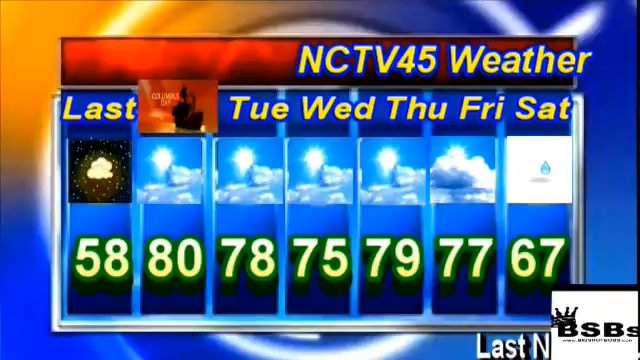 NCTV45 Weather
Last COLUMBUS DAY Tue Wed Thu Fri Sat
58 80 78 75 79 77 67
BSBs
Last N